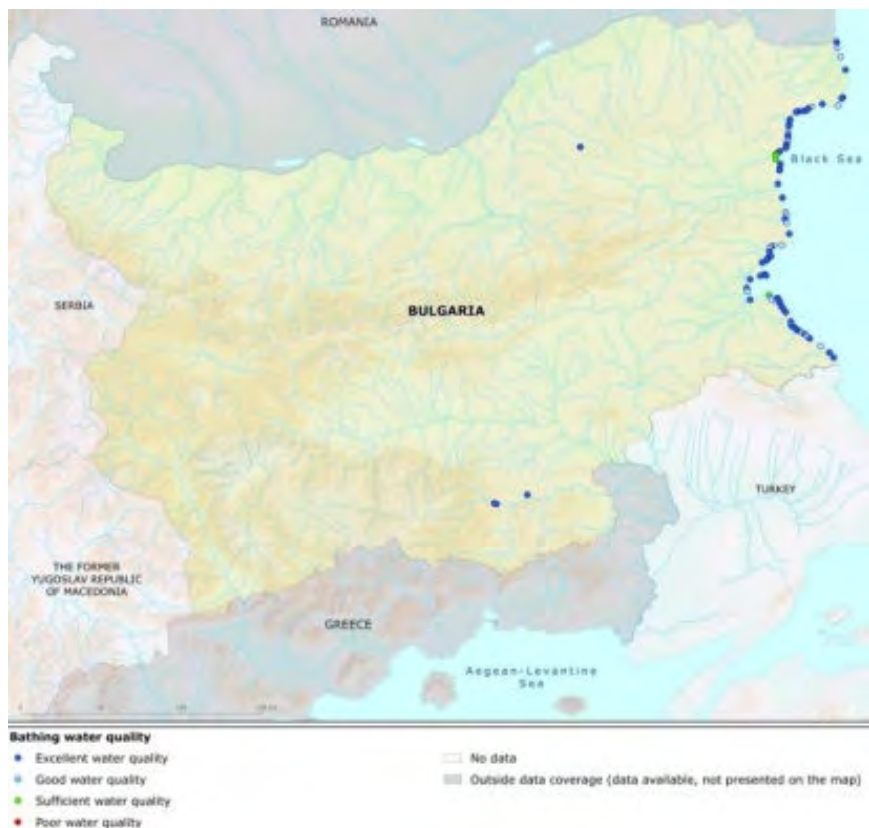 ROMANIA
Black Sea
SERBIA
BULGARIA
TURKEY
THE FORMER
YUGOSLAV REPUBLIC
OF MACEDONIA
GREECE
Aegean-Levantine
Sea
Bathing water quality
Excellent water quality
Good water quality
Sufficient water quality
Poor water quality
No data
Outside data coverage (data available, not presented on the map)